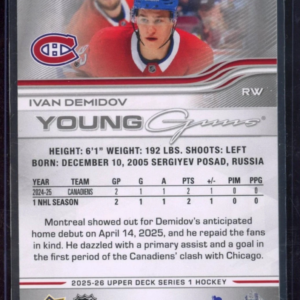 IVAN DEMIDOV
RW
YOUNG Guns
HEIGHT: 6'1" WEIGHT: 192 LBS. SHOOTS: LEFT
BORN: DECEMBER 10, 2005 SERGIYEV POSAD, RUSSIA
YEAR TEAM GP G A PTS +/- PIM PPG
2024-25 CANADIENS 2 1 1 2 -1 0 0
1 NHL SEASON 2 1 1 2 -1 0 0
Montreal showed out for Demidov's anticipated
home debut on April 14, 2025, and he repaid the fans
in kind. He dazzled with a primary assist and a goal
in the first period of the Canadiens' clash with Chicago.
2025-26 UPPER DECK SERIES 1 HOCKEY